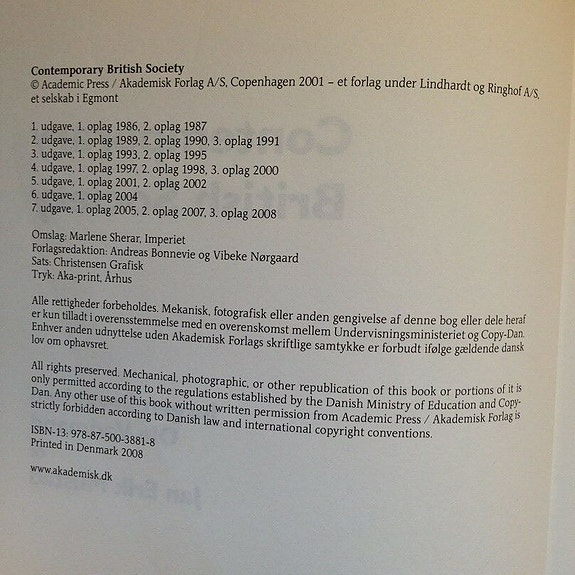 Contemporary British Society
© Academic Press / Akademisk Forlag A/S, Copenhagen 2001 – et forlag under Lindhardt og Ringhof A/S,
et selskab i Egmont
1. udgave, 1. oplag 1986, 2. oplag 1987
2. udgave, 1. oplag 1989, 2. oplag 1990, 3. oplag 1991
3. udgave, 1. oplag 1993, 2. oplag 1995
4. udgave, 1. oplag 1997, 2. oplag 1998, 3. oplag 2000
5. udgave, 1. oplag 2001, 2. oplag 2002
6. udgave, 1. oplag 2004
7. udgave, 1. oplag 2005, 2. oplag 2007, 3. oplag 2008
Omslag: Marlene Sherar, Imperiet
Forlagsredaktion: Andreas Bonnevie og Vibeke Nørgaard
Sats: Christensen Grafisk
Tryk: Aka-print, Århus
Alle rettigheder forbeholdes. Mekanisk, fotografisk eller anden gengivelse af denne bog eller dele heraf
er kun tilladt i overensstemmelse med en overenskomst mellem Undervisningsministeriet og Copy-Dan.
Enhver anden udnyttelse uden Akademisk Forlags skriftlige samtykke er forbudt ifølge gældende dansk
lov om ophavsret.
All rights preserved. Mechanical, photographic, or other republication of this book or portions of it is
only permitted according to the regulations established by the Danish Ministry of Education and Copy-
Dan. Any other use of this book without written permission from Academic Press / Akademisk Forlag is
strictly forbidden according to Danish law and international copyright conventions.
ISBN-13: 978-87-500-3881-8
Printed in Denmark 2008
www.akademisk.dk